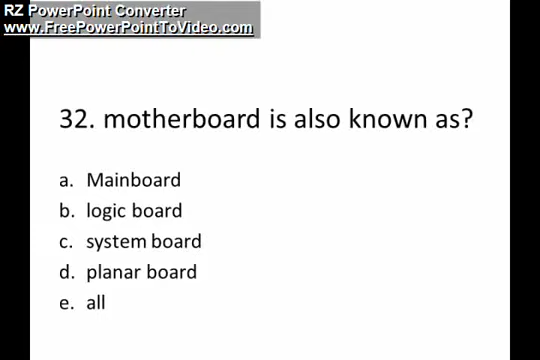 RZ PowerPoint Converter
www.FreePowerPointToVideo.com
32. motherboard is also known as?
a. Mainboard
b. logic board
c. system board
d. planar board
e. all